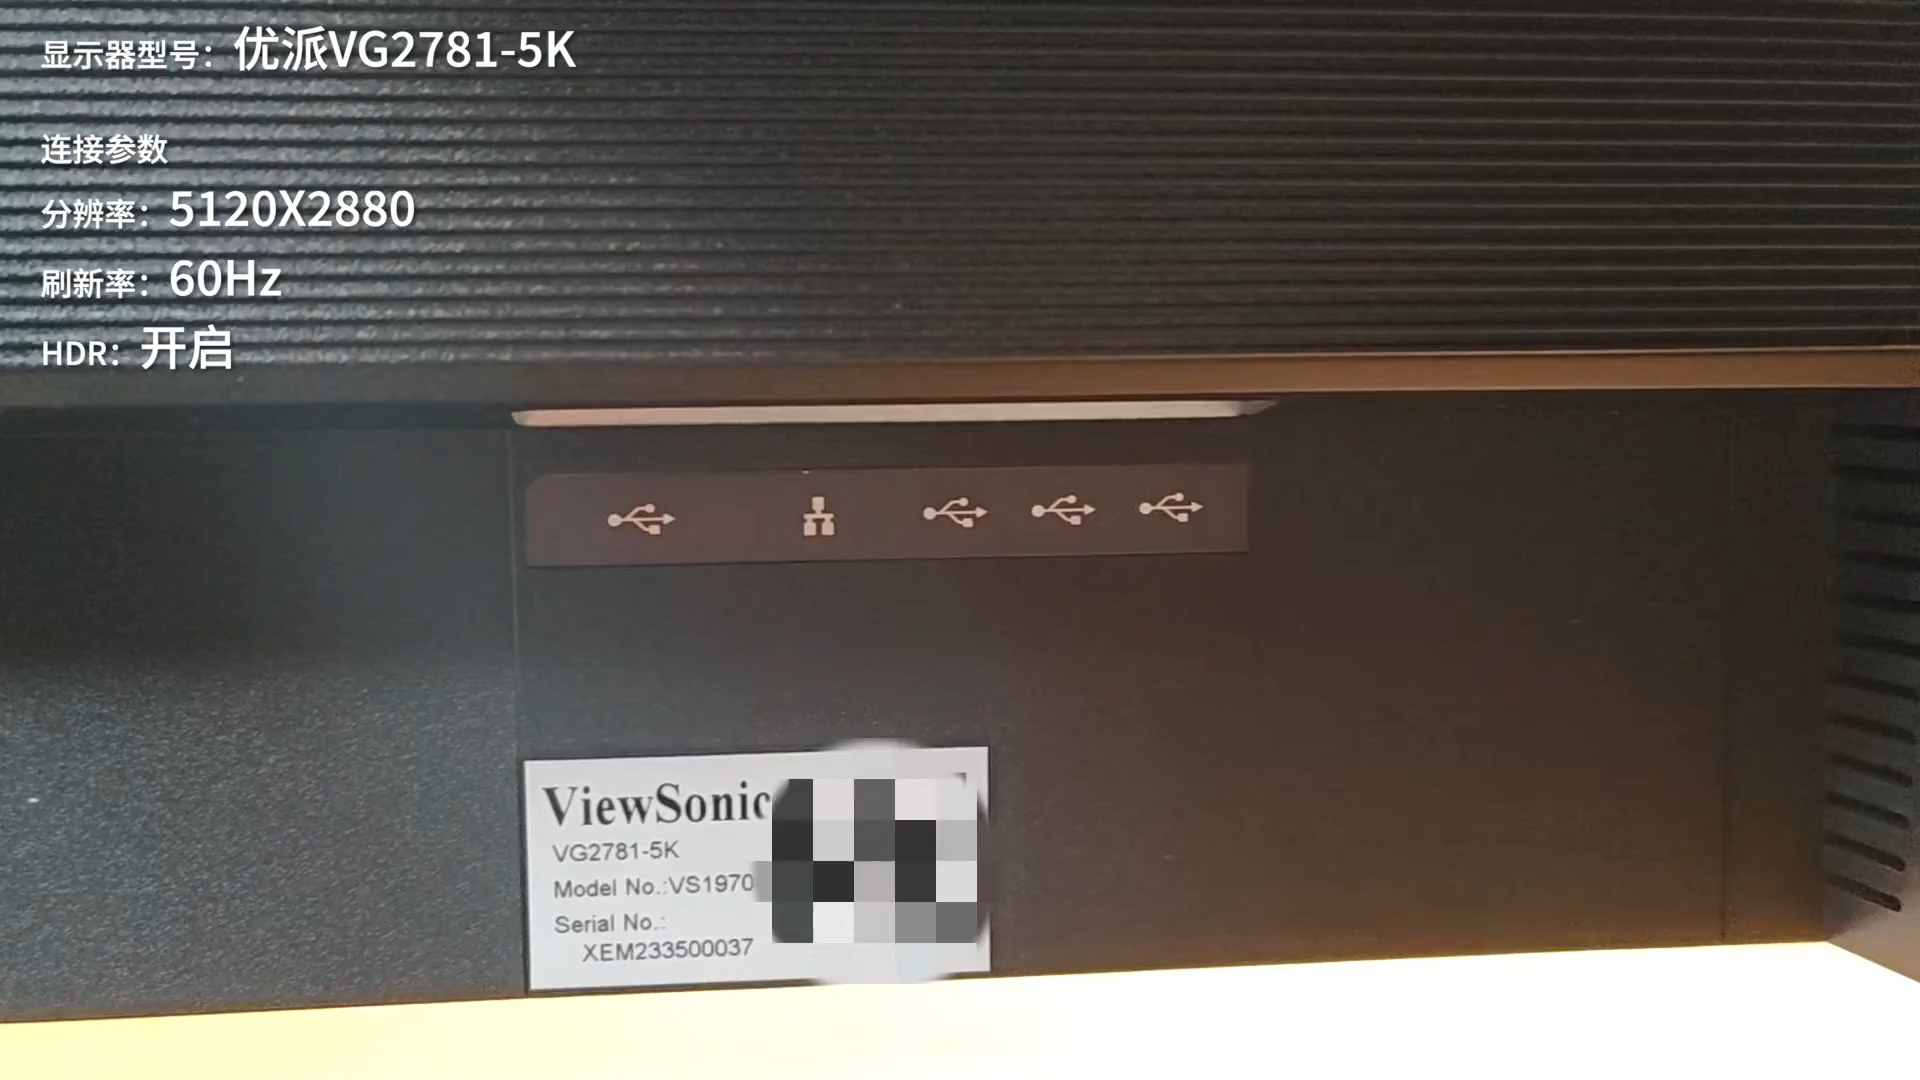 显示器型号：优派VG2781-5K
连接参数
分辨率：5120X2880
刷新率：60Hz
HDR：开启
ViewSonic
VG2781-5K
Model No.:VS1970
Serial No.:
XEM233500037